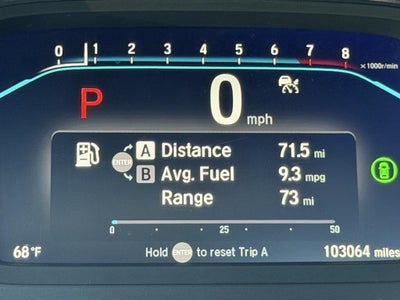 0 1 2 3 4 5 6 7 8 ×1000r/min
P 0 mph
A Distance 71.5 mi
ENTER
B Avg. Fuel 9.3 mpg
Range 73 mi
0 25 50
68°F Hold ENTER to reset Trip A 103064 miles